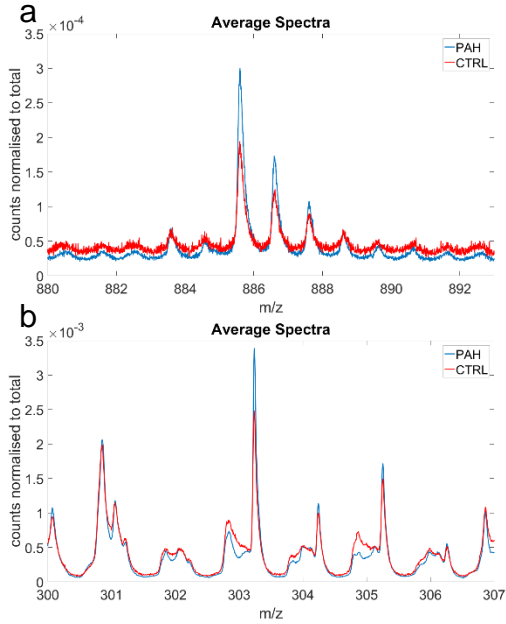 a
Average Spectra
×10⁻⁴
3.5
3
2.5
2
1.5
1
0.5
0
counts normalised to total
PAH
CTRL
880 882 884 886 888 890 892
m/z
b
Average Spectra
×10⁻³
3.5
3
2.5
2
1.5
1
0.5
0
counts normalised to total
PAH
CTRL
300 301 302 303 304 305 306 307
m/z